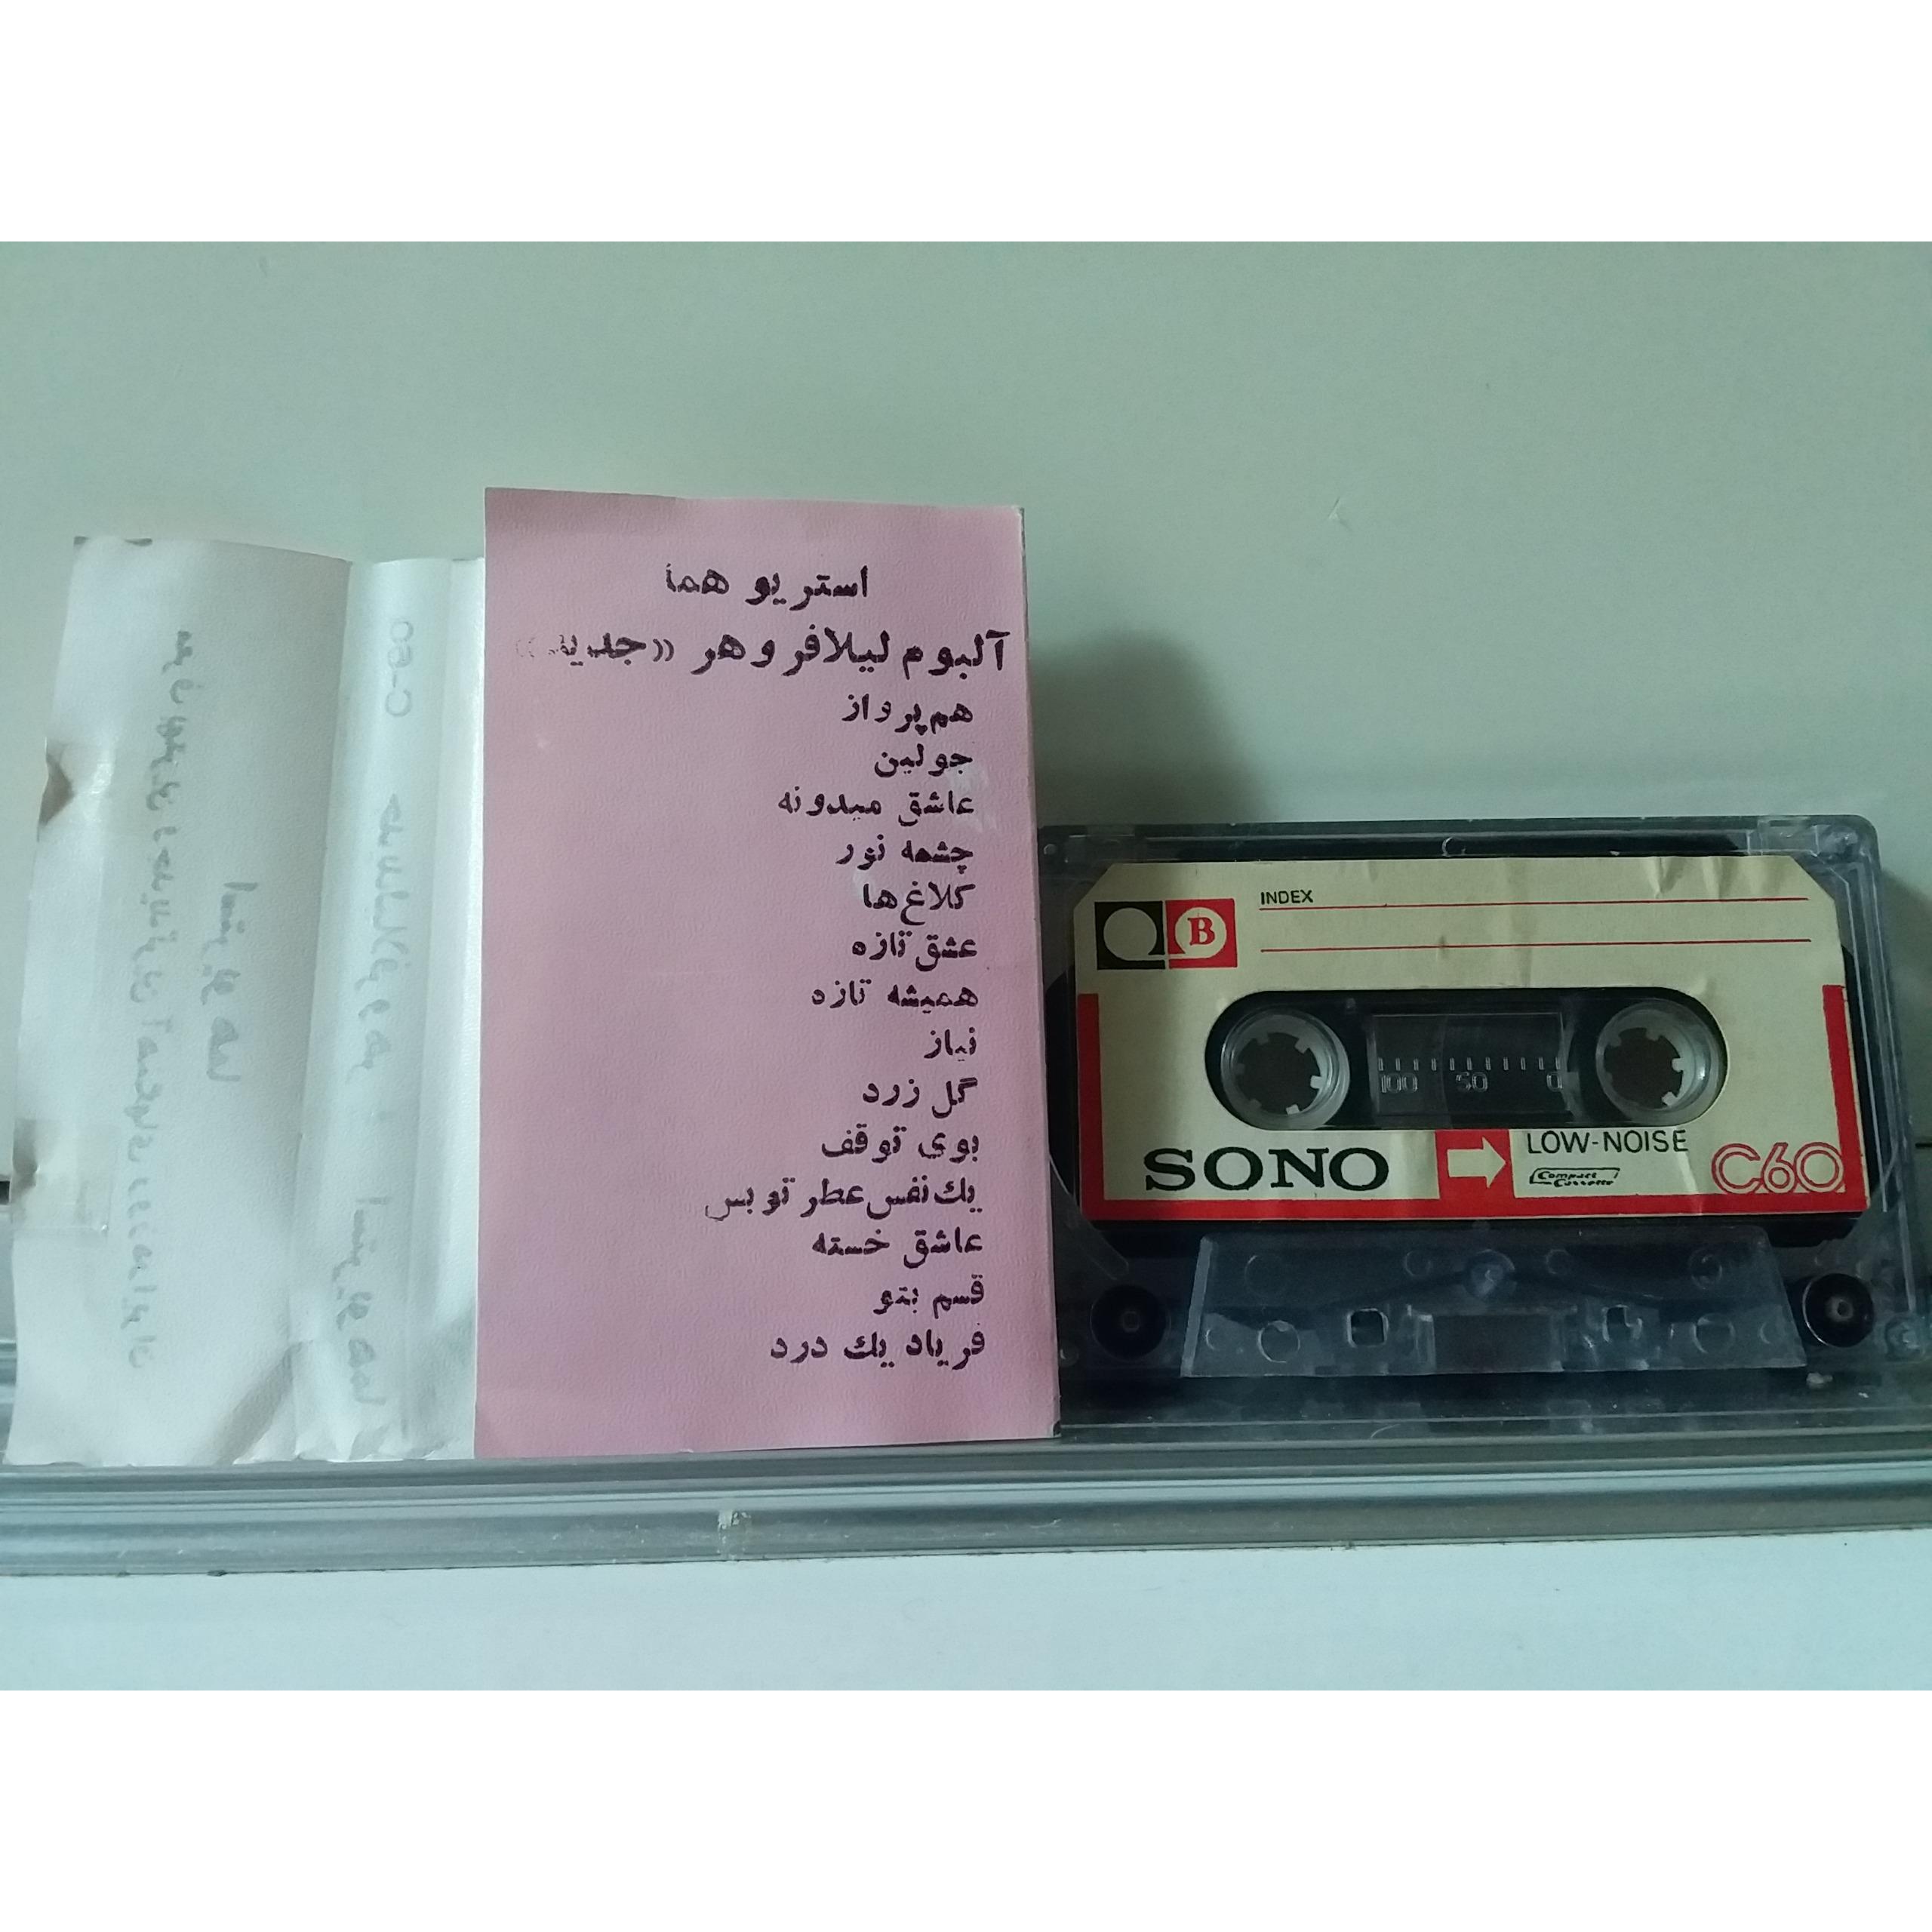 استریو هما
آلبوم لیلافروهر ((جدید))
هم‌پرواز
جولین
عاشق میدونه
چشمه نور
کلاغ‌ها
عشق تازه
همیشه تازه
نیاز
گل زرد
بوی توقف
یك نفس عطر تو بس
عاشق خسته
قسم بتو
فریاد یك درد
B
INDEX
100 50 0
SONO
LOW-NOISE
Compact
Cassette
C60